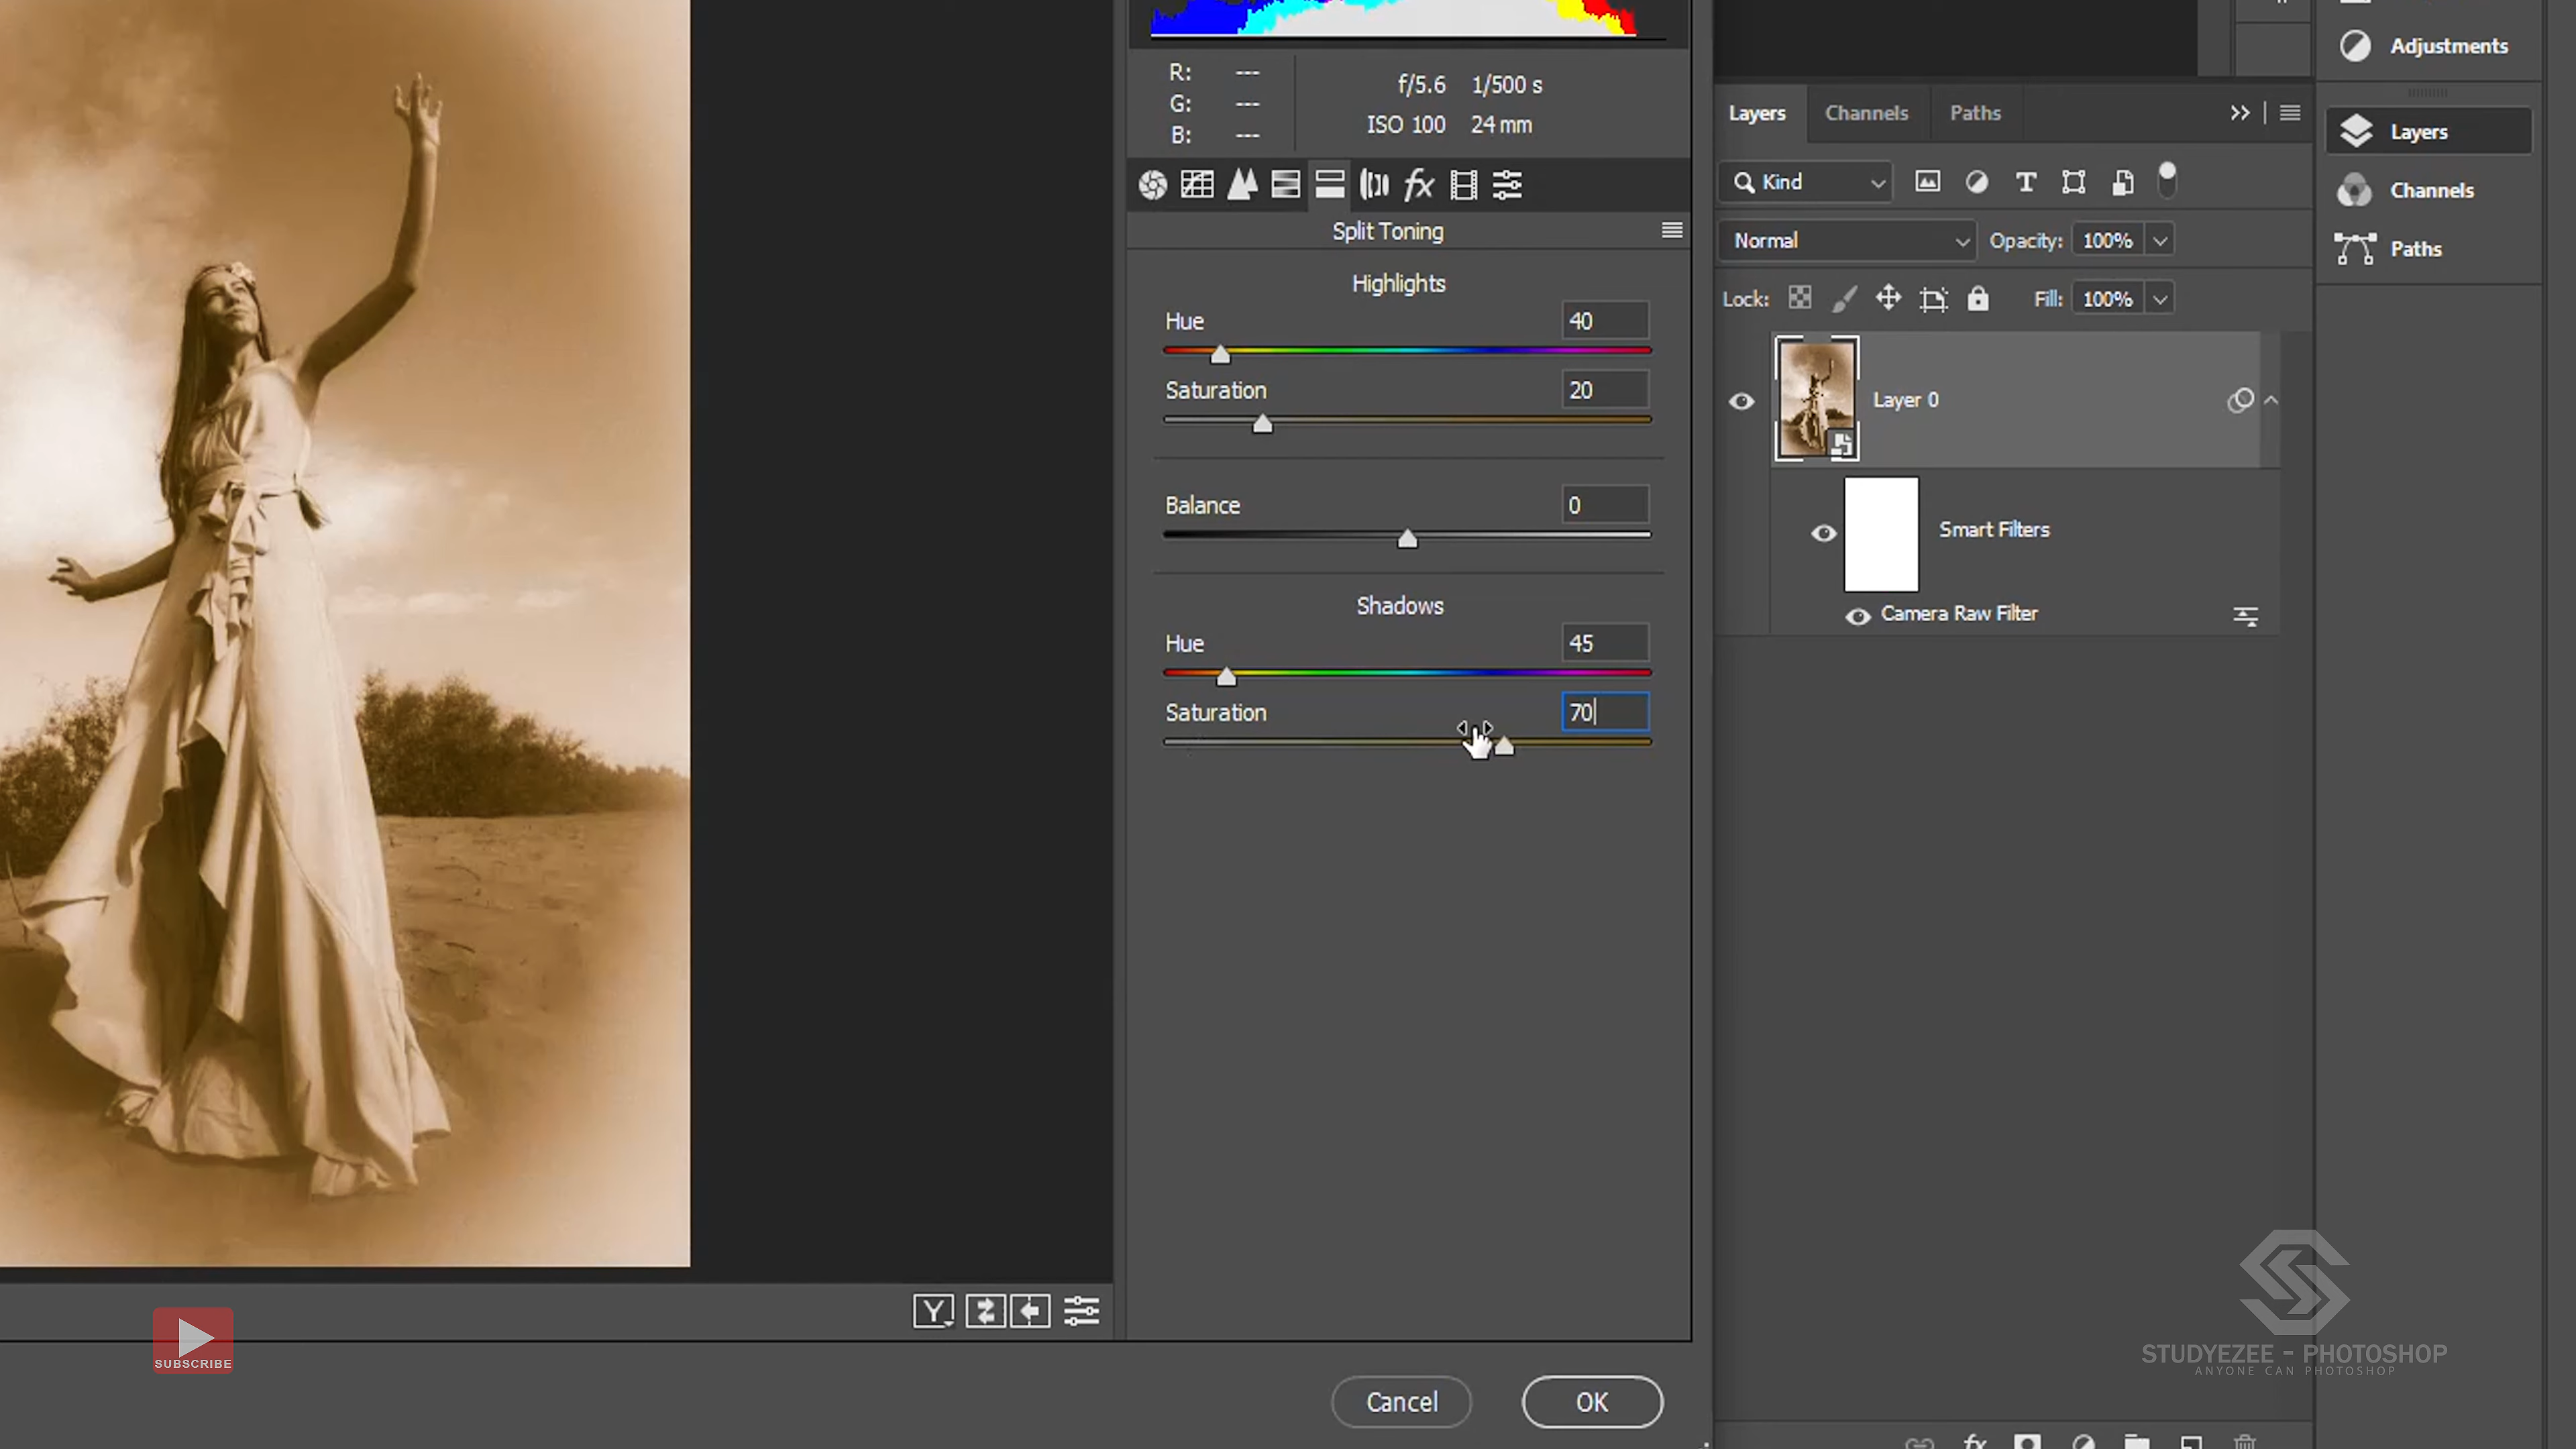 R: ---
G: ---
B: ---
f/5.6 1/500 s
ISO 100 24 mm
fx
Split Toning
Highlights
Hue 40
Saturation 20
Balance 0
Shadows
Hue 45
Saturation 70
Y
Cancel OK
Layers Channels Paths
Kind
T
Normal Opacity: 100%
Lock: Fill: 100%
Layer 0
Smart Filters
Camera Raw Filter
fx
Adjustments
Layers
Channels
Paths
SUBSCRIBE
STUDYEZEE - PHOTOSHOP
ANYONE CAN PHOTOSHOP